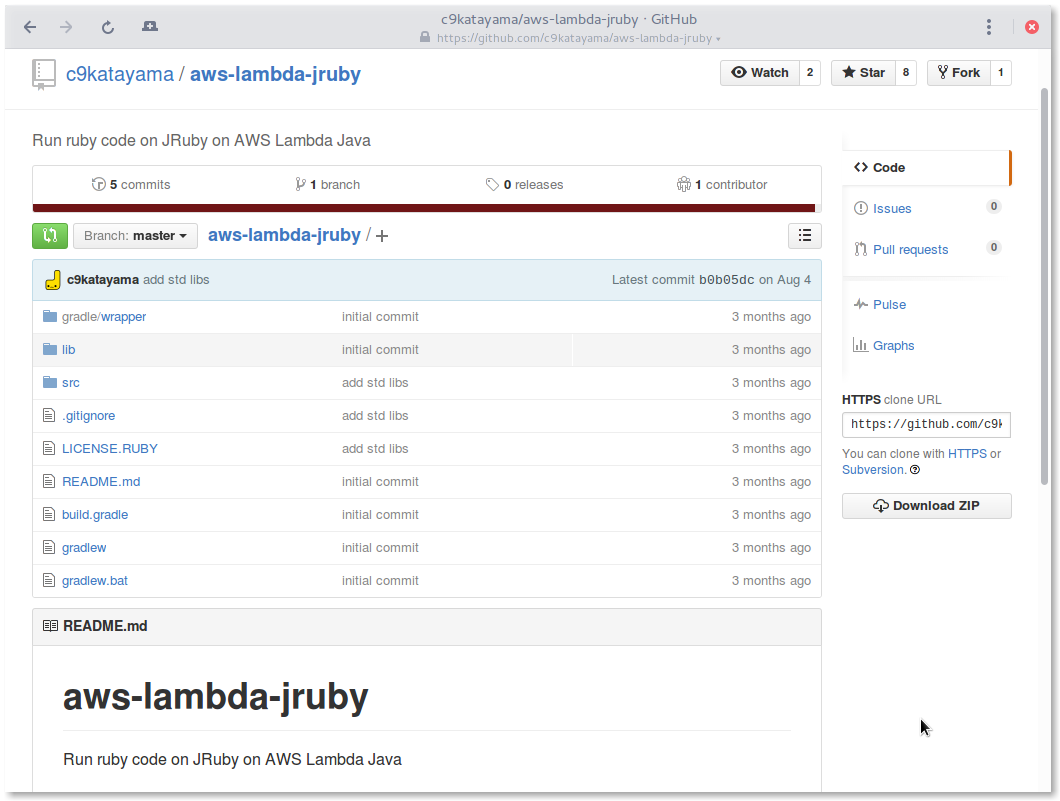 c9katayama/aws-lambda-jruby · GitHub
https://github.com/c9katayama/aws-lambda-jruby
c9katayama / aws-lambda-jruby
Watch 2 Star 8 Fork 1
Run ruby code on JRuby on AWS Lambda Java
5 commits 1 branch 0 releases 1 contributor
Branch: master aws-lambda-jruby / +
c9katayama add std libs Latest commit b0b05dc on Aug 4
gradle/wrapper initial commit 3 months ago
lib initial commit 3 months ago
src add std libs 3 months ago
.gitignore add std libs 3 months ago
LICENSE.RUBY add std libs 3 months ago
README.md initial commit 3 months ago
build.gradle initial commit 3 months ago
gradlew initial commit 3 months ago
gradlew.bat initial commit 3 months ago
README.md
aws-lambda-jruby
Run ruby code on JRuby on AWS Lambda Java
Code
Issues 0
Pull requests 0
Pulse
Graphs
HTTPS clone URL
https://github.com/c9k
You can clone with HTTPS or
Subversion.
Download ZIP